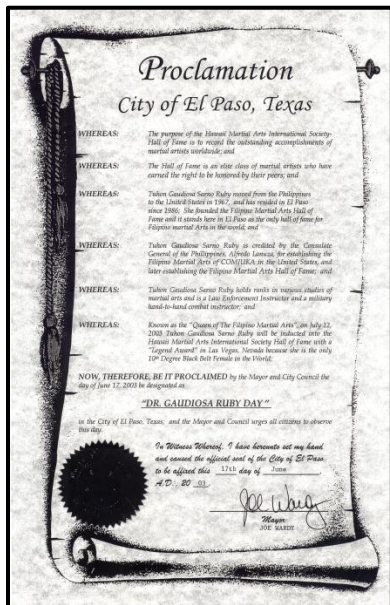 Proclamation
City of El Paso, Texas
WHEREAS: The purpose of the Hawaii Martial Arts International Society-
Hall of Fame is to record the outstanding accomplishments of
martial artists worldwide; and
WHEREAS: The Hall of Fame is an elite class of martial artists who have
earned the right to be honored by their peers; and
WHEREAS: Tuhon Gaudiosa Sarno Ruby moved from the Philippines
to the United States in 1967, and has resided in El Paso
since 1986; She founded the Filipino Martial Arts Hall of
Fame and it stands here in El Paso as the only hall of fame for
Filipino martial arts in the world; and
WHEREAS: Tuhon Gaudiosa Sarno Ruby is credited by the Consulate
General of the Philippines, Alfredo for establishing the
Filipino Martial Arts of COMJUKA in the United States, and
later establishing the Filipino Martial Arts Hall of Fame; and
WHEREAS: Tuhon Gaudiosa Sarno Ruby holds ranks in various studies of
martial arts and is a Law Enforcement Instructor and a military
hand-to-hand combat instructor; and
WHEREAS: Known as the "Queen of The Filipino Martial Arts", on July 12,
2003 Tuhon Gaudiosa Sarno Ruby will be inducted into the
Hawaii Martial Arts International Society Hall of Fame with a
"Legend Award" in Las Vegas, Nevada because she is the only
10th Degree Black Belt Female in the World.
NOW, THEREFORE, BE IT PROCLAIMED by the Mayor and City Council the
day of June 17, 2003 be designated as
"DR. GAUDIOSA RUBY DAY"
in the City of El Paso, Texas; and the Mayor and Council urges all citizens to observe
this day.
In Witness Whereof, I have hereunto set my hand
and caused the official seal of the City of El Paso
to be affixed this 17th day of June
A.D., 20 03
Joe Wardy
Mayor
JOE WARDY